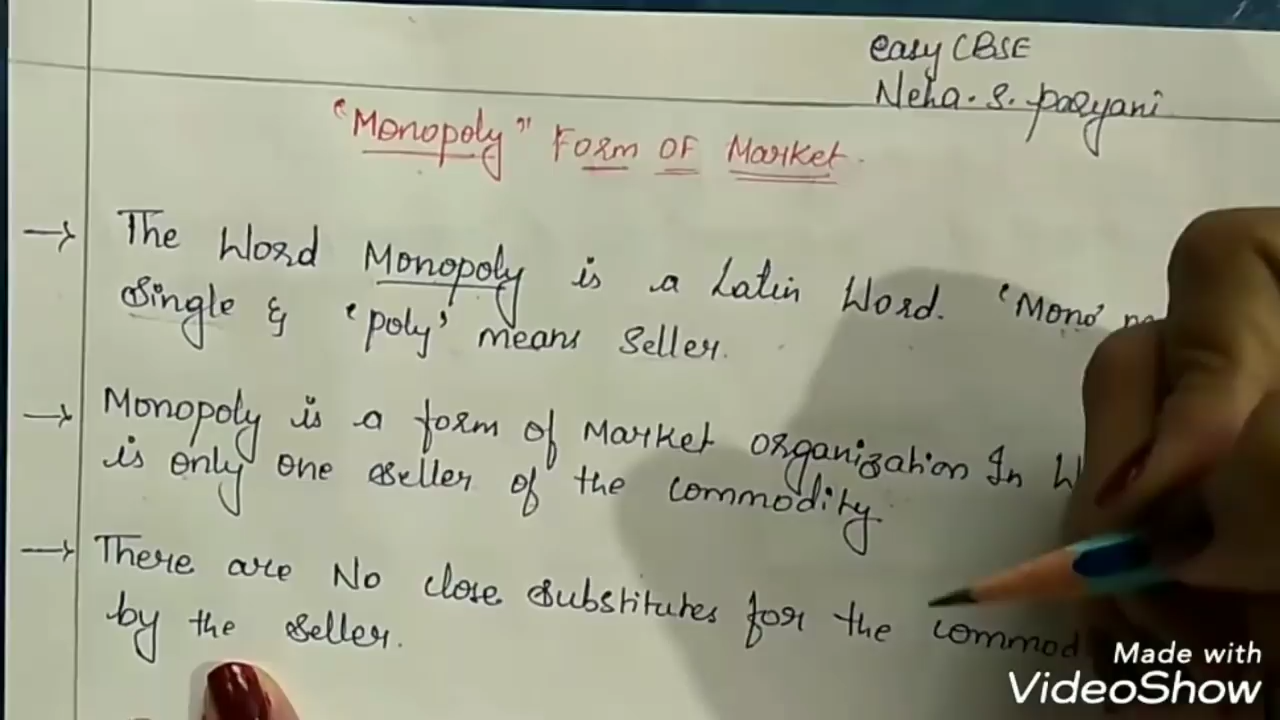 easy CBSE
Neha. S. Paryani
"Monopoly" Form OF Market.
→ The Word Monopoly is a Latin Word. 'Mono'
Single & 'poly' means Seller.
→ Monopoly is a form of Market organization In
is only one seller of the commodity
→ There are No close substitutes for the commod
by the seller.
Made with
VideoShow